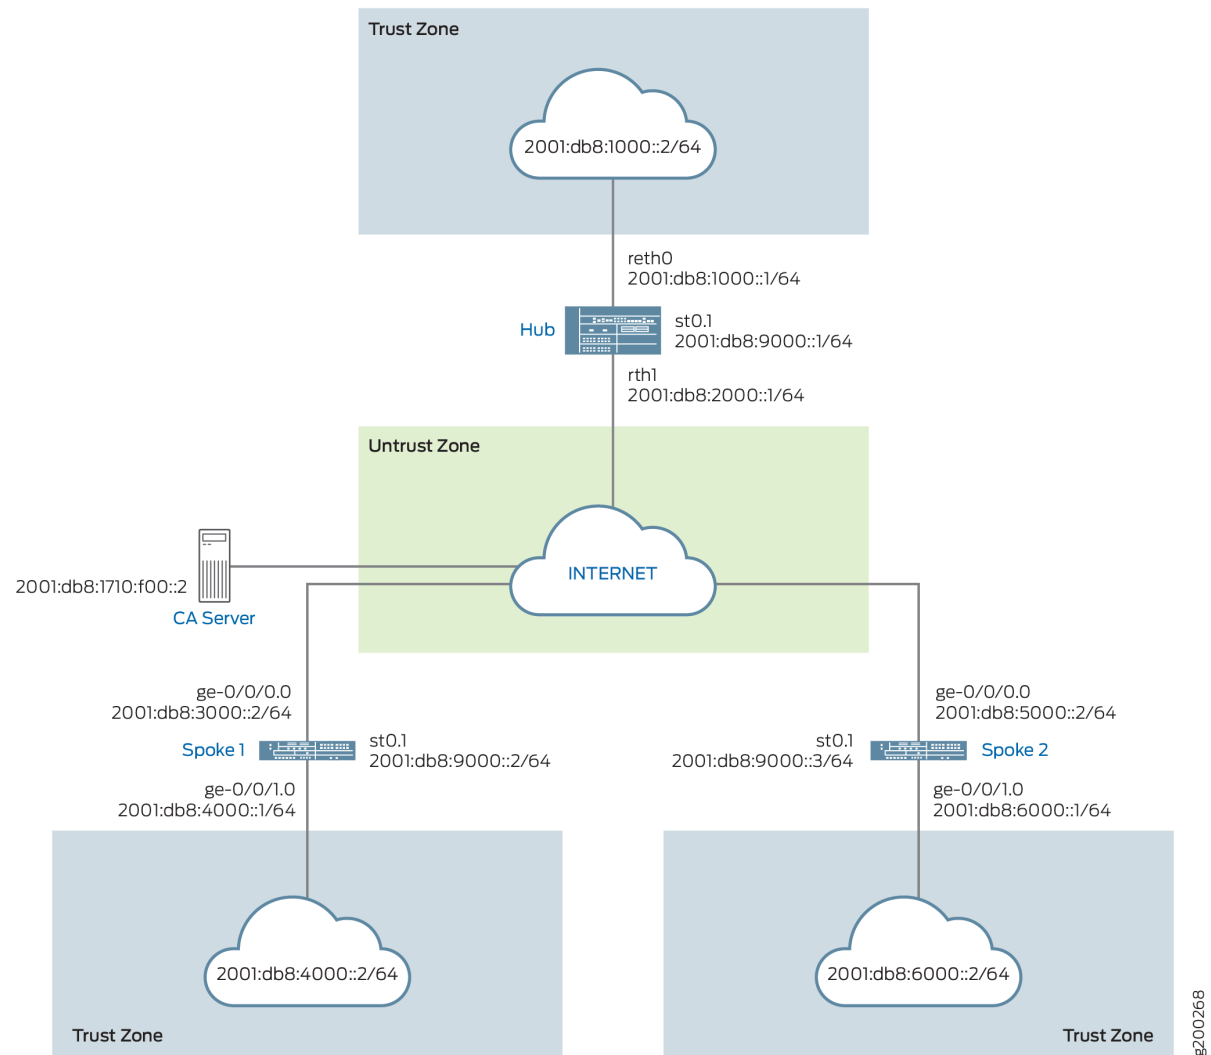 Trust Zone
2001:db8:1000::2/64
reth0
2001:db8:1000::1/64
Hub
st0.1
2001:db8:9000::1/64
rth1
2001:db8:2000::1/64
Untrust Zone
INTERNET
2001:db8:1710:f00::2
CA Server
ge-0/0/0.0
2001:db8:3000::2/64
Spoke 1
st0.1
2001:db8:9000::2/64
ge-0/0/1.0
2001:db8:4000::1/64
ge-0/0/0.0
2001:db8:5000::2/64
st0.1
2001:db8:9000::3/64
Spoke 2
ge-0/0/1.0
2001:db8:6000::1/64
2001:db8:4000::2/64
Trust Zone
2001:db8:6000::2/64
Trust Zone
g200268